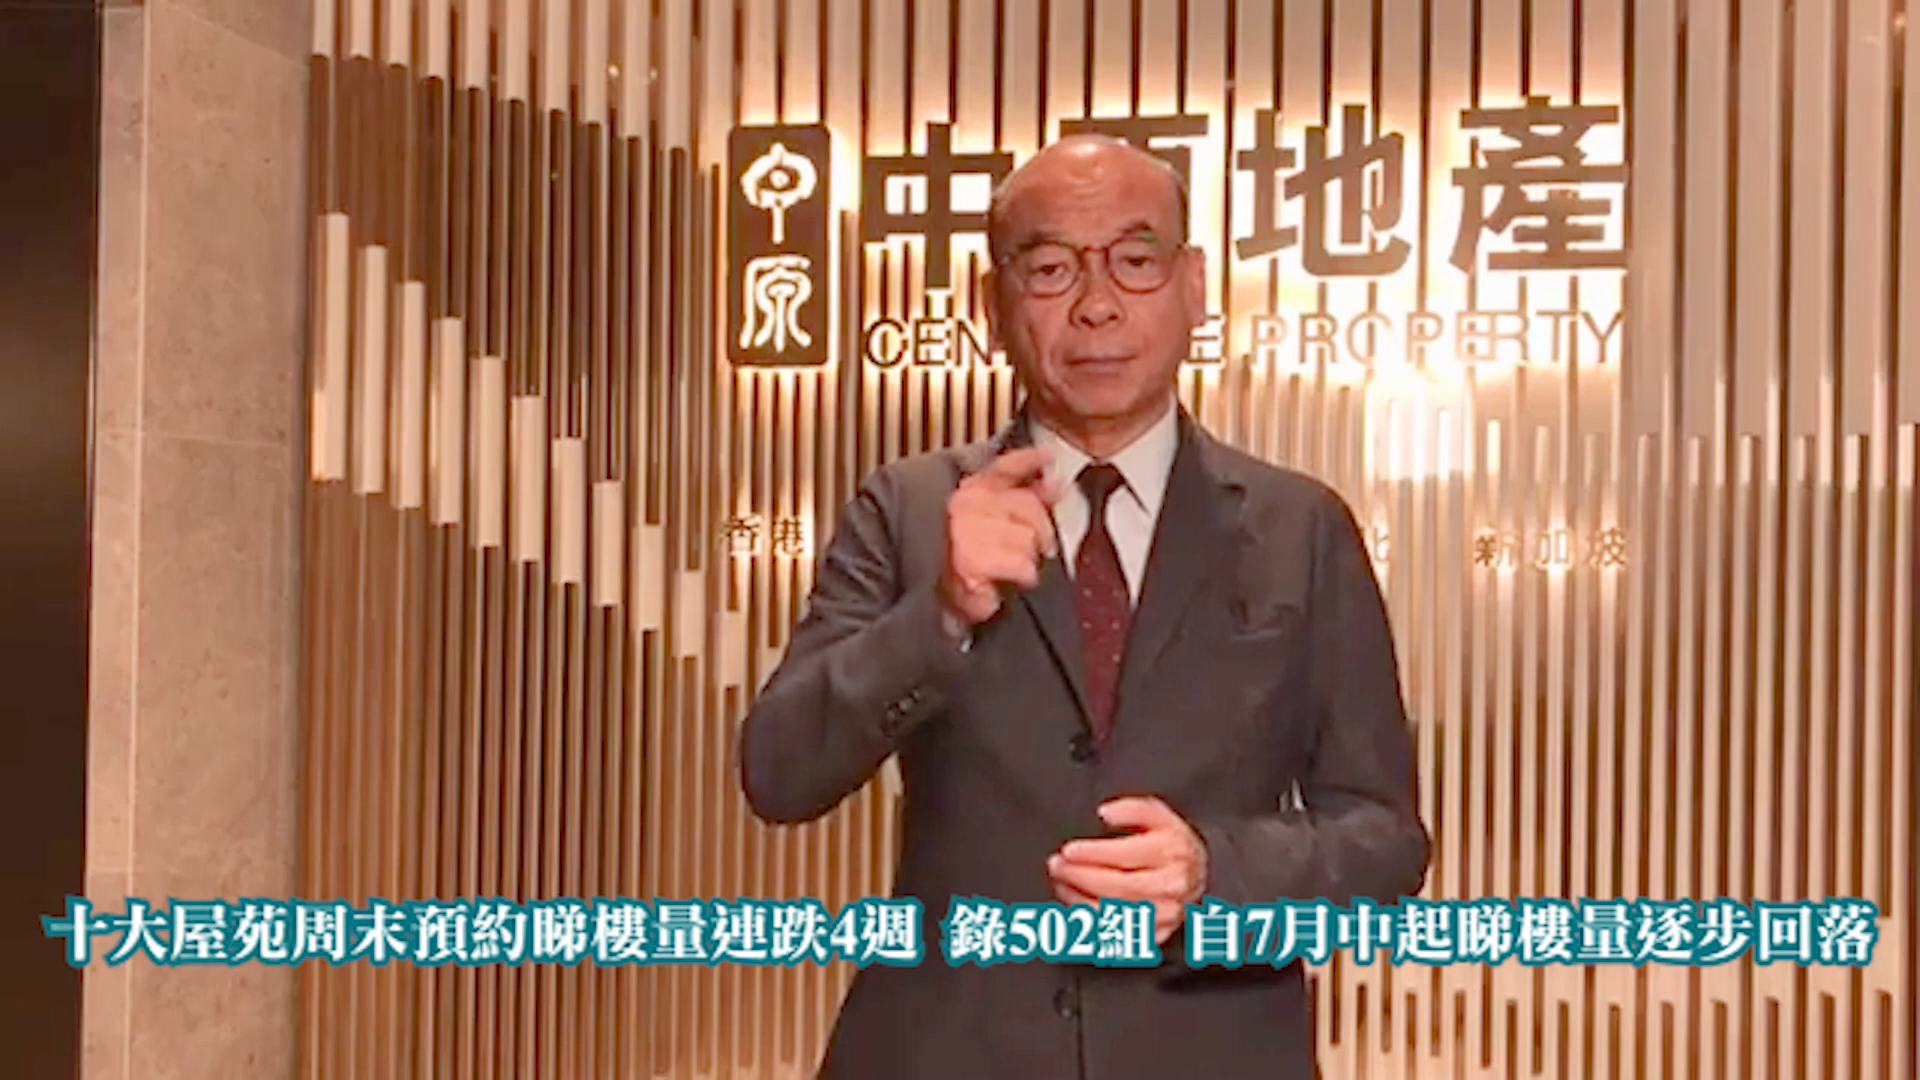 中原
中 地產
CEN E PROPERTY
香港 新加坡
十大屋苑周末預約睇樓量連跌4週 錄502組 自7月中起睇樓量逐步回落